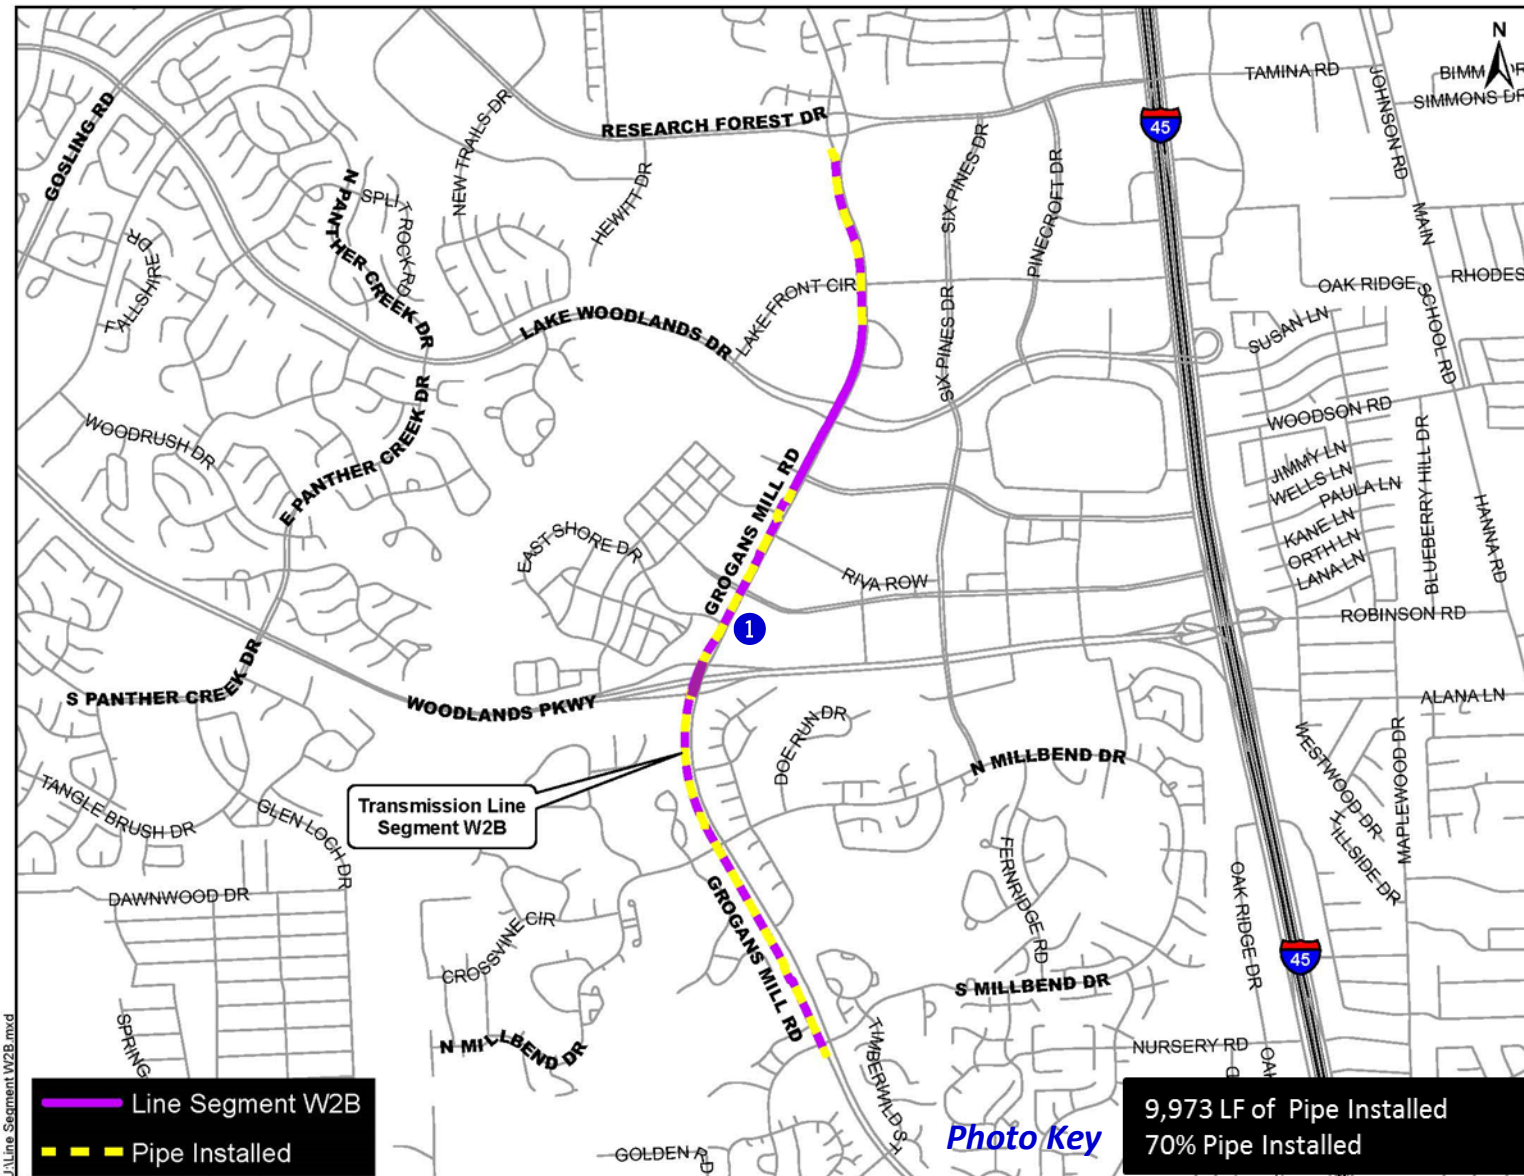 N
TAMINA RD
JOHNSON RD
SIMMONS DR
GOSLING RD
NEW TRAILS DR
RESEARCH FOREST DR
45
HEWITT DR
SIX PINES DR
PINECROFT DR
N PANTHER CREEK DR
SPLIT ROCK RD
MAIN
TALLSHIRE DR
LAKE FRONT CIR
OAK RIDGE SCHOOL RD
RHODES
LAKE WOODLANDS DR
SIX PINES DR
SUSAN LN
WOODSON RD
WOODRUSH DR
E PANTHER CREEK DR
GROGANS MILL RD
JIMMY LN
WELLS LN
PAULA LN
KANE LN
ORTH LN
LANA LN
BLUEBERRY HILL DR
HANNA RD
EAST SHORE DR
RIVA ROW
1
ROBINSON RD
S PANTHER CREEK DR
WOODLANDS PKWY
ALANA LN
DOE RUN DR
N MILLBEND DR
WESTWOOD DR
MAPLEWOOD DR
HILLSIDE DR
TANGLE BRUSH DR
GLEN LOCH DR
Transmission Line
Segment W2B
DAWNWOOD DR
CROSSVINE CIR
GROGANS MILL RD
FERNRIDGE RD
OAK RIDGE DR
45
S MILLBEND DR
SPRING
N MILLBEND DR
TIMBERWILD S
NURSERY RD
OAK
GOLDEN
J:\Line Segment W2B.mxd
Line Segment W2B
Pipe Installed
Photo Key
9,973 LF of Pipe Installed
70% Pipe Installed